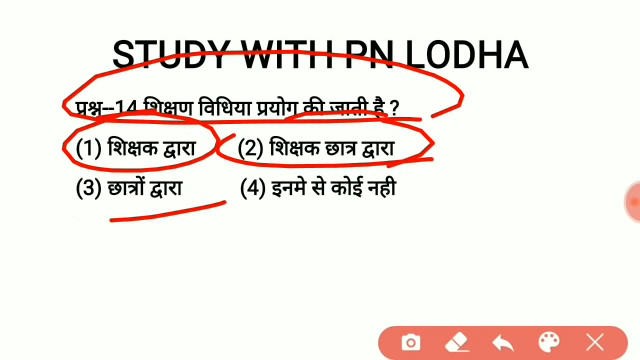 STUDY WITH PN LODHA
प्रश्न--14 शिक्षण विधिया प्रयोग की जाती है ?
(1) शिक्षक द्वारा (2) शिक्षक छात्र द्वारा
(3) छात्रों द्वारा (4) इनमे से कोई नही